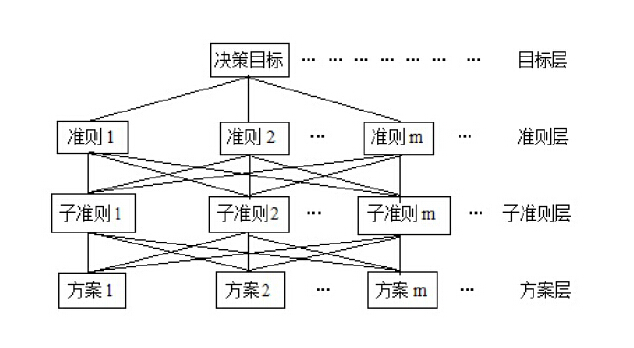 决策目标 … … … … … … … 目标层
准则1 准则2 … 准则m … 准则层
子准则1 子准则2 … 子准则m … 子准则层
方案1 方案2 … 方案m … 方案层